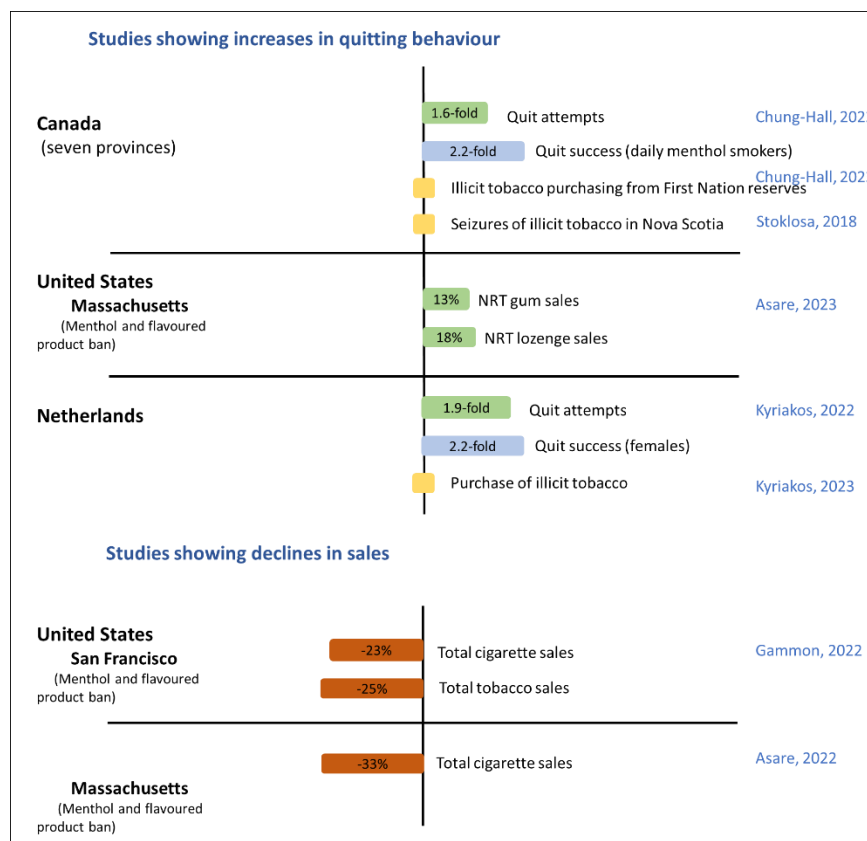 Studies showing increases in quitting behaviour
Canada
(seven provinces)
1.6-fold Quit attempts Chung-Hall, 202
2.2-fold Quit success (daily menthol smokers)
Illicit tobacco purchasing from First Nation reserves Chung-Hall, 202
Seizures of illicit tobacco in Nova Scotia Stoklosa, 2018
United States
Massachusetts
(Menthol and flavoured
product ban)
13% NRT gum sales Asare, 2023
18% NRT lozenge sales
Netherlands
1.9-fold Quit attempts Kyriakos, 2022
2.2-fold Quit success (females)
Purchase of illicit tobacco Kyriakos, 2023
Studies showing declines in sales
United States
San Francisco
(Menthol and flavoured
product ban)
-23% Total cigarette sales Gammon, 2022
-25% Total tobacco sales
-33% Total cigarette sales Asare, 2022
Massachusetts
(Menthol and flavoured
product ban)